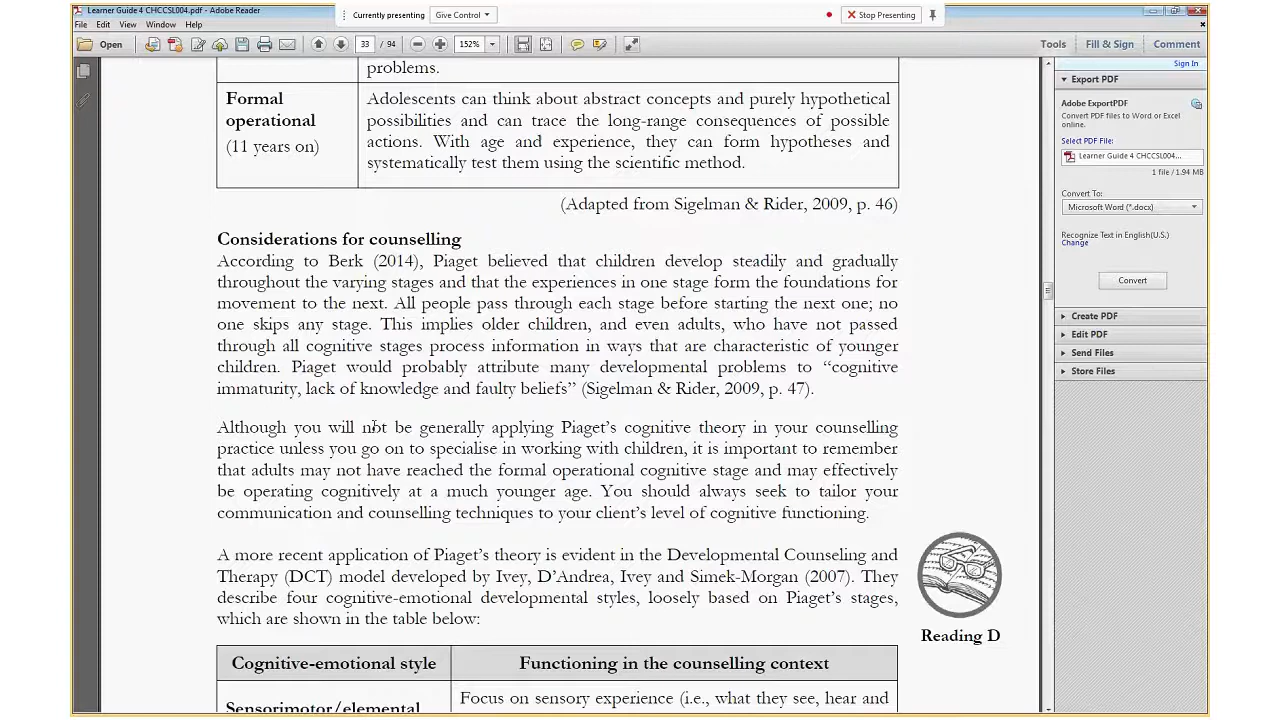 Learner Guide 4 CHCCSL004.pdf - Adobe Reader
Currently presenting
Give Control
Stop Presenting
File Edit View Window Help
Open
33 / 94
152%
Tools
Fill & Sign
Comment
Sign In
problems.
Formal
operational
(11 years on)
Adolescents can think about abstract concepts and purely hypothetical
possibilities and can trace the long-range consequences of possible
actions. With age and experience, they can form hypotheses and
systematically test them using the scientific method.
(Adapted from Sigelman & Rider, 2009, p. 46)
Considerations for counselling
According to Berk (2014), Piaget believed that children develop steadily and gradually
throughout the varying stages and that the experiences in one stage form the foundations for
movement to the next. All people pass through each stage before starting the next one; no
one skips any stage. This implies older children, and even adults, who have not passed
through all cognitive stages process information in ways that are characteristic of younger
children. Piaget would probably attribute many developmental problems to “cognitive
immaturity, lack of knowledge and faulty beliefs” (Sigelman & Rider, 2009, p. 47).
Although you will not be generally applying Piaget’s cognitive theory in your counselling
practice unless you go on to specialise in working with children, it is important to remember
that adults may not have reached the formal operational cognitive stage and may effectively
be operating cognitively at a much younger age. You should always seek to tailor your
communication and counselling techniques to your client’s level of cognitive functioning.
A more recent application of Piaget’s theory is evident in the Developmental Counseling and
Therapy (DCT) model developed by Ivey, D’Andrea, Ivey and Simek-Morgan (2007). They
describe four cognitive-emotional developmental styles, loosely based on Piaget’s stages,
which are shown in the table below:
Reading D
Cognitive-emotional style
Functioning in the counselling context
Sensorimotor/elemental
Focus on sensory experience (i.e., what they see, hear and
Export PDF
Adobe ExportPDF
Convert PDF files to Word or Excel
online.
Select PDF File:
Learner Guide 4 CHCCSL004...
1 file / 1.94 MB
Convert To:
Microsoft Word (*.docx)
Recognize Text in English(U.S.)
Change
Convert
Create PDF
Edit PDF
Send Files
Store Files